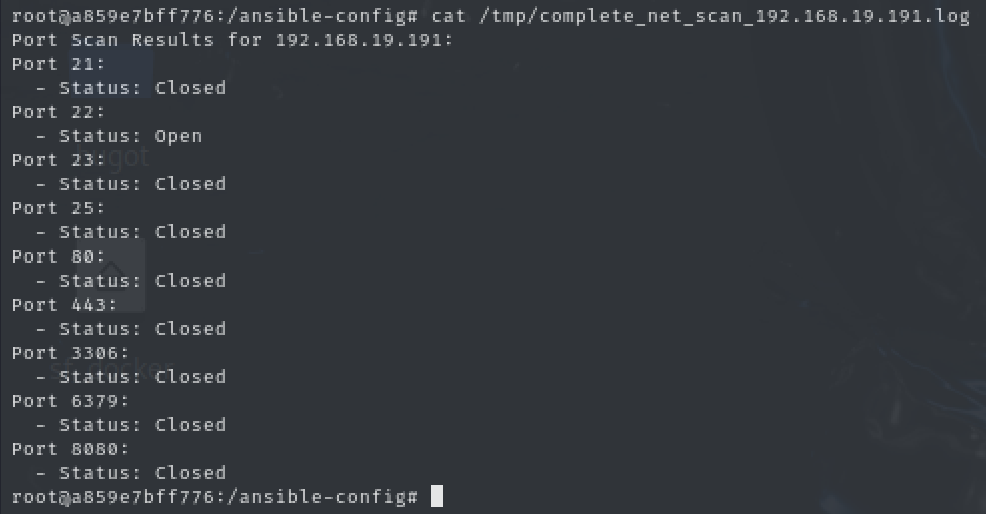 root@a859e7bff776:/ansible-config# cat /tmp/complete_net_scan_192.168.19.191.log
Port Scan Results for 192.168.19.191:
Port 21:
  - Status: Closed
Port 22:
  - Status: Open
Port 23:
  - Status: Closed
Port 25:
  - Status: Closed
Port 80:
  - Status: Closed
Port 443:
  - Status: Closed
Port 3306:
  - Status: Closed
Port 6379:
  - Status: Closed
Port 8080:
  - Status: Closed
root@a859e7bff776:/ansible-config#